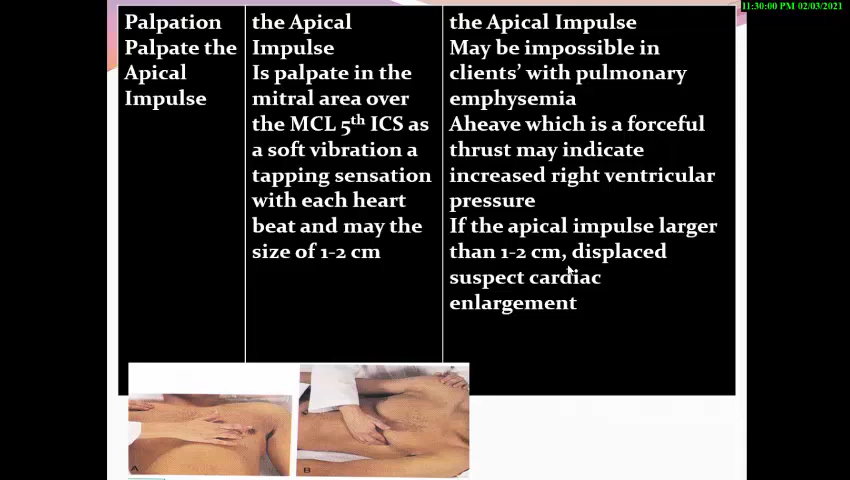 11:30:00 PM 02/03/2021
Palpation
Palpate the
Apical
Impulse
the Apical
Impulse
Is palpate in the
mitral area over
the MCL 5th ICS as
a soft vibration a
tapping sensation
with each heart
beat and may the
size of 1-2 cm
the Apical Impulse
May be impossible in
clients’ with pulmonary
emphysemia
Aheave which is a forceful
thrust may indicate
increased right ventricular
pressure
If the apical impulse larger
than 1-2 cm, displaced
suspect cardiac
enlargement
A
B